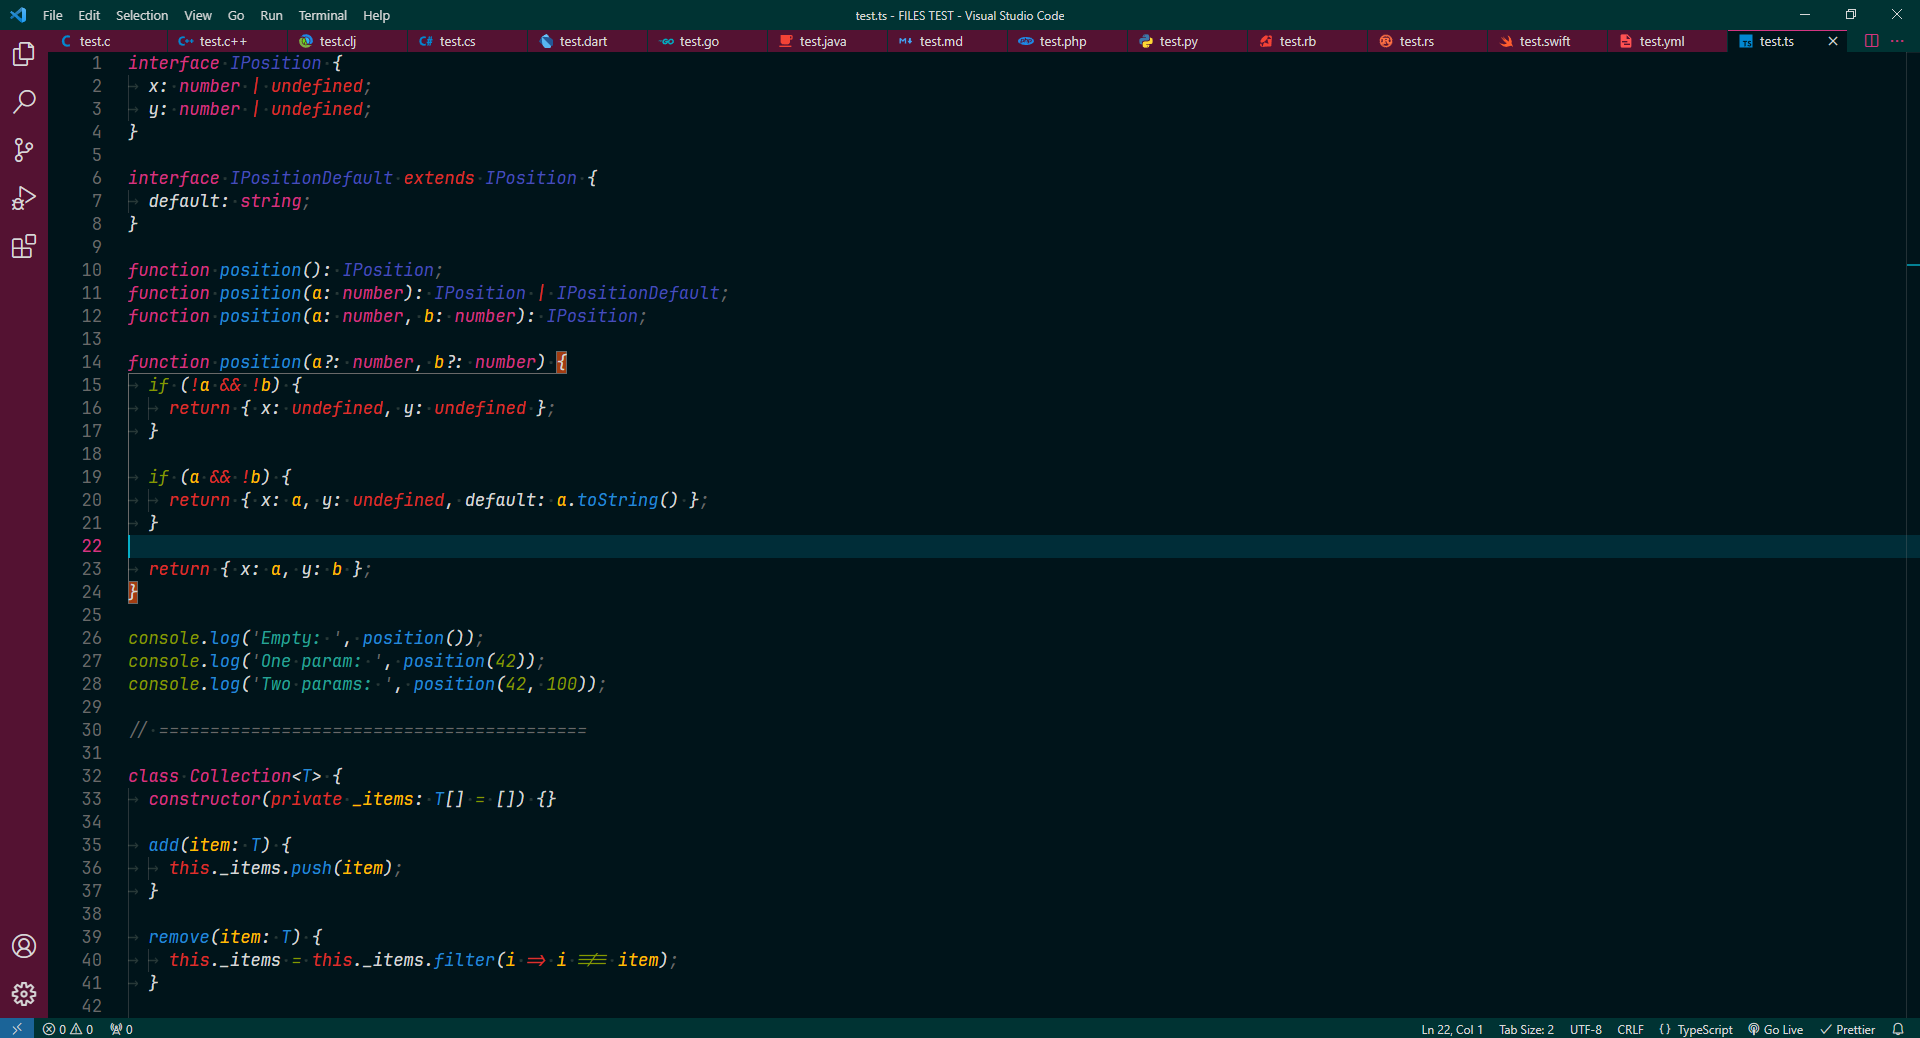 File Edit Selection View Go Run Terminal Help test.ts - FILES TEST - Visual Studio Code
test.c test.c++ test.clj test.cs test.dart test.go test.java test.md test.php test.py test.rb test.rs test.swift test.yml test.ts
1 interface IPosition {
2 x: number | undefined;
3 y: number | undefined;
4 }
5
6 interface IPositionDefault extends IPosition {
7 default: string;
8 }
9
10 function position(): IPosition;
11 function position(a: number): IPosition | IPositionDefault;
12 function position(a: number, b: number): IPosition;
13
14 function position(a?: number, b?: number) {
15 if (!a && !b) {
16 return { x: undefined, y: undefined };
17 }
18
19 if (a && !b) {
20 return { x: a, y: undefined, default: a.toString() };
21 }
22
23 return { x: a, y: b };
24 }
25
26 console.log('Empty: ', position());
27 console.log('One param: ', position(42));
28 console.log('Two params: ', position(42, 100));
29
30 // ==========================================
31
32 class Collection<T> {
33 constructor(private _items: T[] = []) {}
34
35 add(item: T) {
36 this._items.push(item);
37 }
38
39 remove(item: T) {
40 this._items = this._items.filter(i => i !== item);
41 }
42
0 0 0 Ln 22, Col 1 Tab Size: 2 UTF-8 CRLF {} TypeScript Go Live Prettier